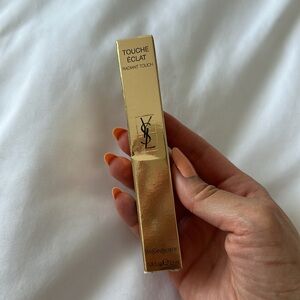 TOUCHE
ÉCLAT
RADIANT TOUCH
YSL